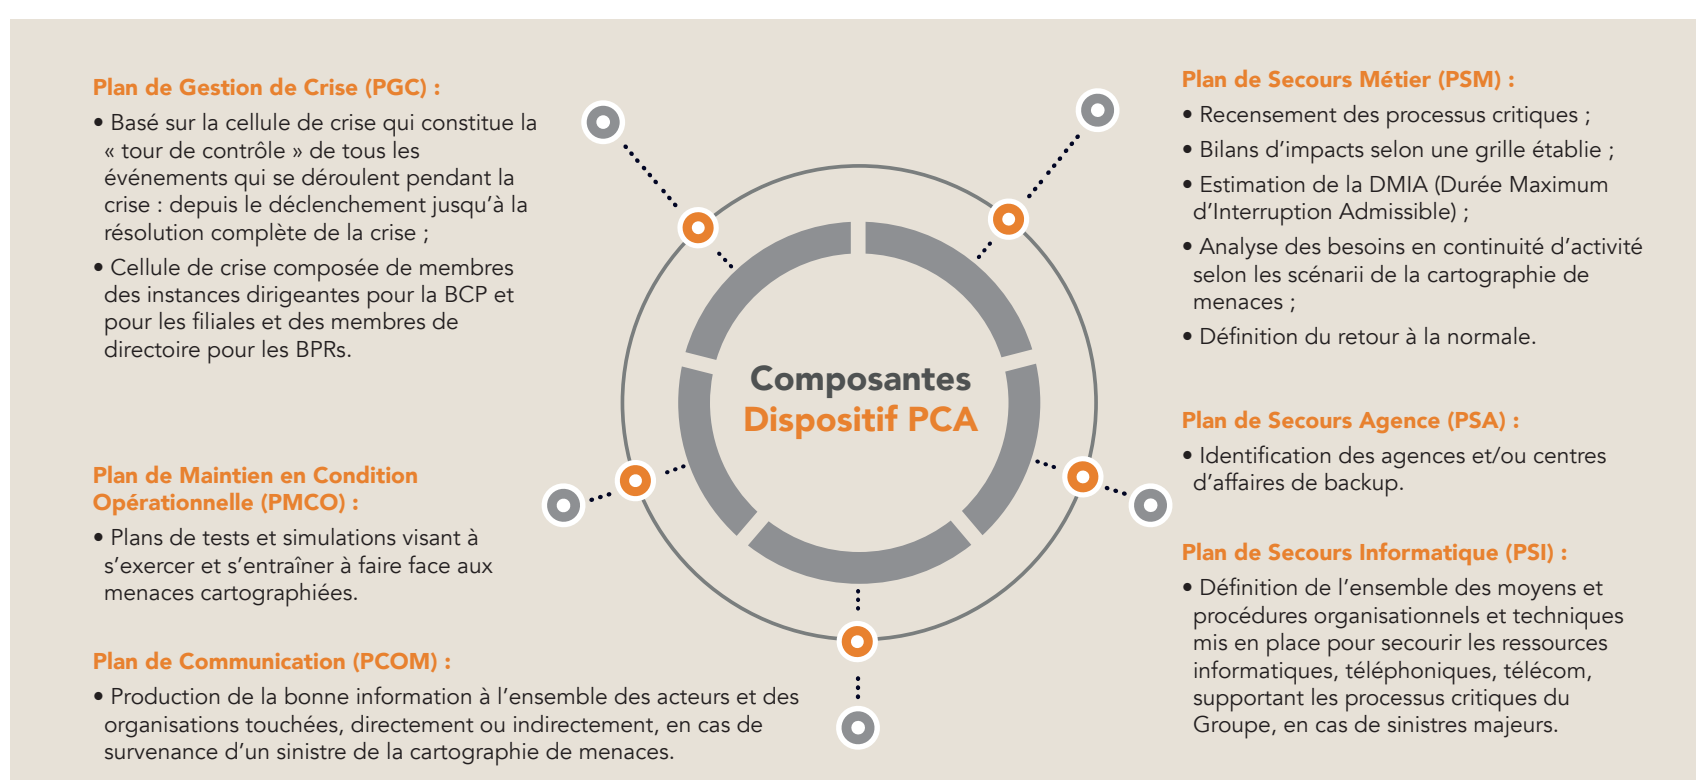 Plan de Gestion de Crise (PGC) :
• Basé sur la cellule de crise qui constitue la
« tour de contrôle » de tous les
événements qui se déroulent pendant la
crise : depuis le déclenchement jusqu’à la
résolution complète de la crise ;
• Cellule de crise composée de membres
des instances dirigeantes pour la BCP et
pour les filiales et des membres de
directoire pour les BPRs.
Plan de Maintien en Condition
Opérationnelle (PMCO) :
• Plans de tests et simulations visant à
s’exercer et s’entraîner à faire face aux
menaces cartographiées.
Plan de Communication (PCOM) :
• Production de la bonne information à l’ensemble des acteurs et des
organisations touchées, directement ou indirectement, en cas de
survenance d’un sinistre de la cartographie de menaces.
Composantes
Dispositif PCA
Plan de Secours Métier (PSM) :
• Recensement des processus critiques ;
• Bilans d’impacts selon une grille établie ;
• Estimation de la DMIA (Durée Maximum
d’Interruption Admissible) ;
• Analyse des besoins en continuité d’activité
selon les scénarii de la cartographie de
menaces ;
• Définition du retour à la normale.
Plan de Secours Agence (PSA) :
• Identification des agences et/ou centres
d’affaires de backup.
Plan de Secours Informatique (PSI) :
• Définition de l’ensemble des moyens et
procédures organisationnels et techniques
mis en place pour secourir les ressources
informatiques, téléphoniques, télécom,
supportant les processus critiques du
Groupe, en cas de sinistres majeurs.